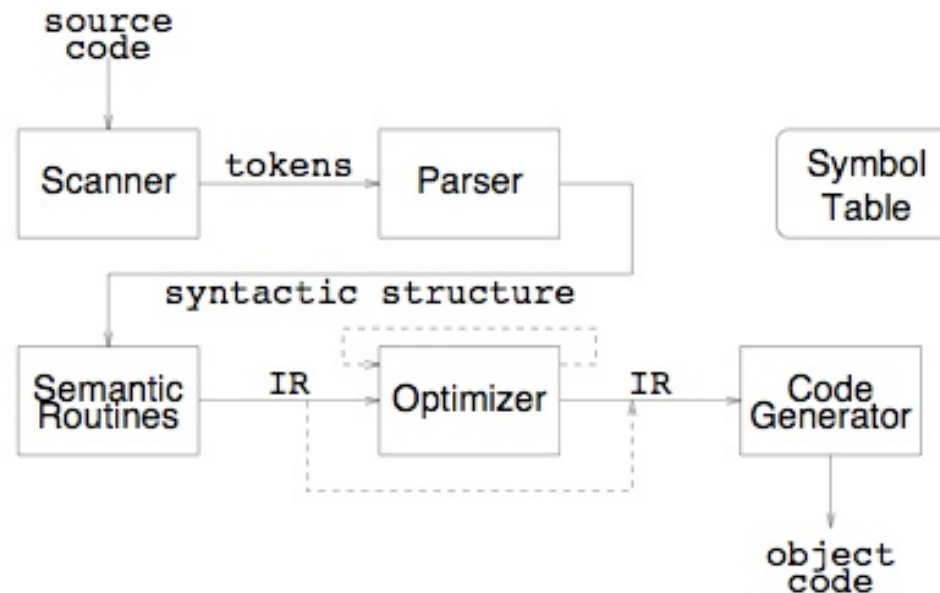 source
code
Scanner
tokens
Parser
Symbol
Table
syntactic structure
Semantic
Routines
IR
Optimizer
IR
Code
Generator
object
code